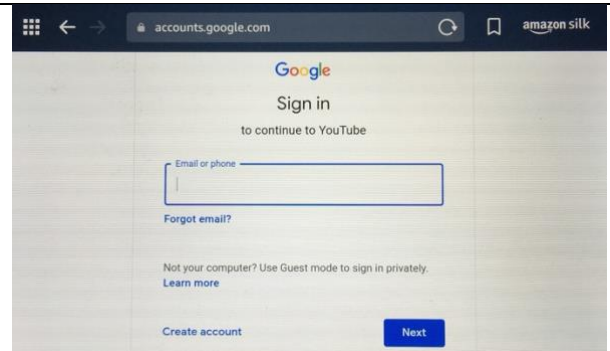 accounts.google.com
amazon silk
Google
Sign in
to continue to YouTube
Email or phone
Forgot email?
Not your computer? Use Guest mode to sign in privately.
Learn more
Create account
Next